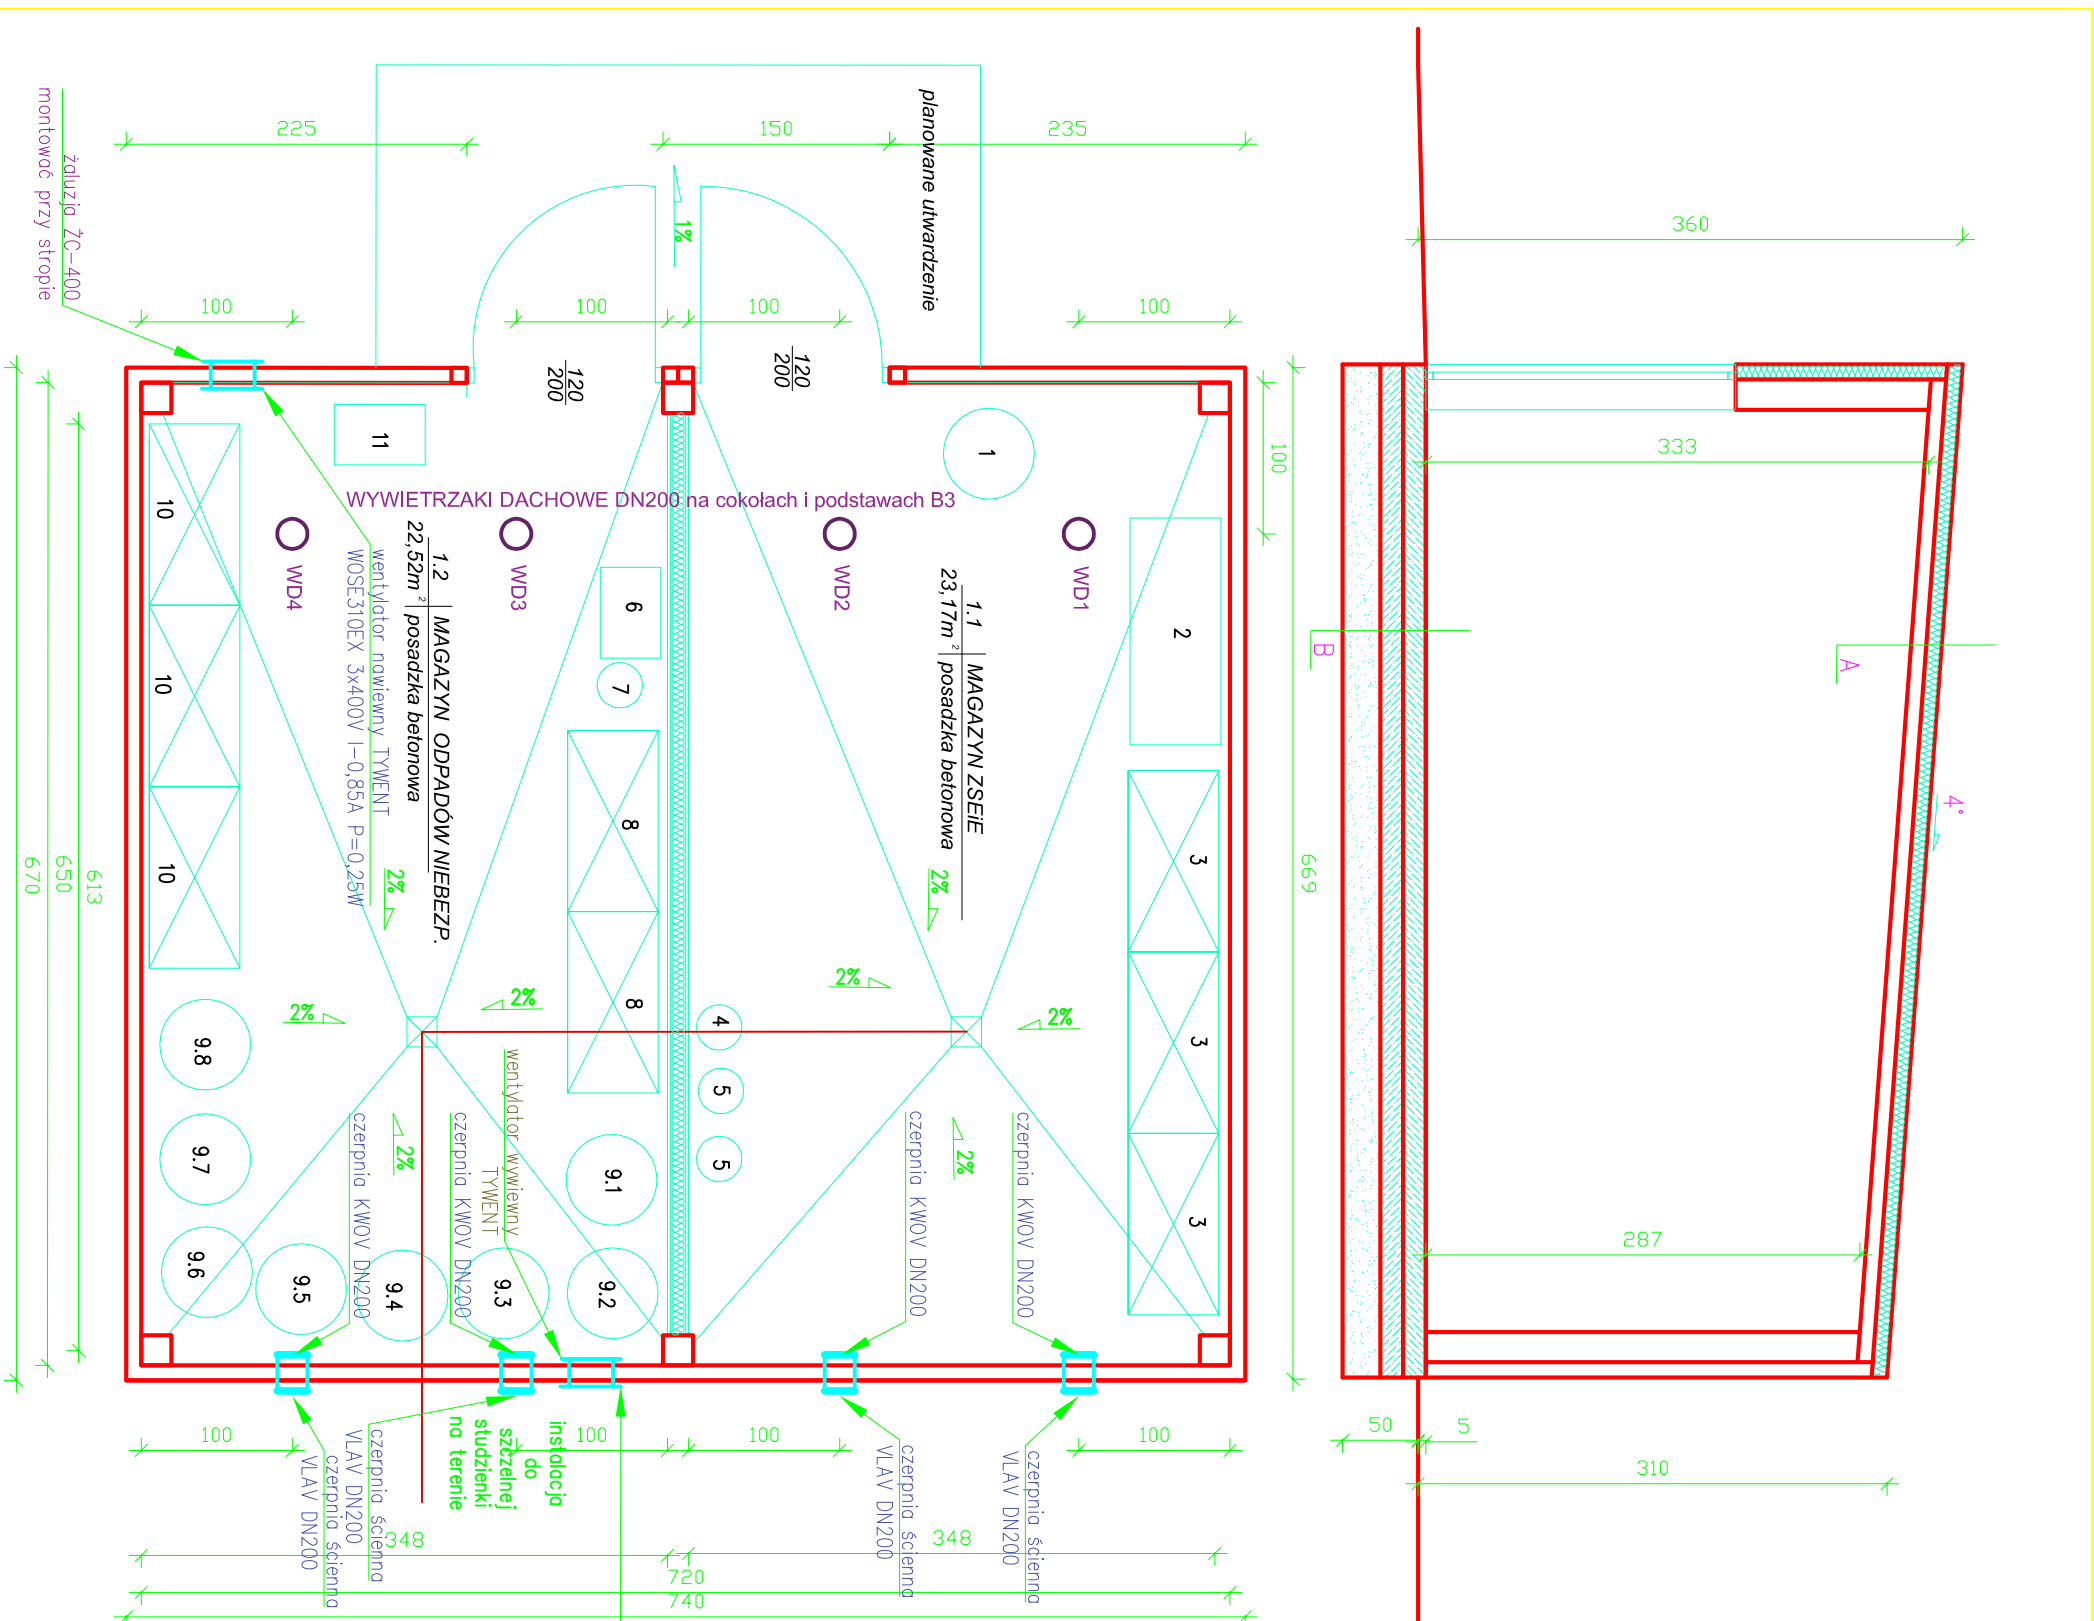 planowane utwardzenie
225
150
235
360
1%
żaluzja ŻC-400
montować przy stropie
100
100
100
100
120
200
120
200
11
1
100
333
WYWIETRZAKI DACHOWE DN200 na cokołach i podstawach B3
10
WD4
WD3
WD2
WD1
6
7
2
B
A
4°
1.2 MAGAZYN ODPADÓW NIEBEZP.
22,52m² posadzka betonowa
1.1 MAGAZYN ZSEiE
23,17m² posadzka betonowa
wentylator nawiewny TYWENT
WOSE310EX 3x400V I-0,85A P=0,25W
10
10
8
8
3
3
3
2%
2%
2%
2%
2%
2%
2%
2%
669
613
650
670
4
5
5
9.8
9.7
9.6
9.5
9.4
9.3
9.2
9.1
wentylator wywiewny
TYWENT
czerpnia KWOV DN200
czerpnia KWOV DN200
czerpnia KWOV DN200
czerpnia KWOV DN200
287
50
5
310
100
100
100
100
instalacja
do
szczelnej
studzienki
na terenie
czerpnia ścienna
VLAV DN200
czerpnia ścienna
VLAV DN200
czerpnia ścienna
VLAV DN200
czerpnia ścienna
VLAV DN200
348
348
720
740